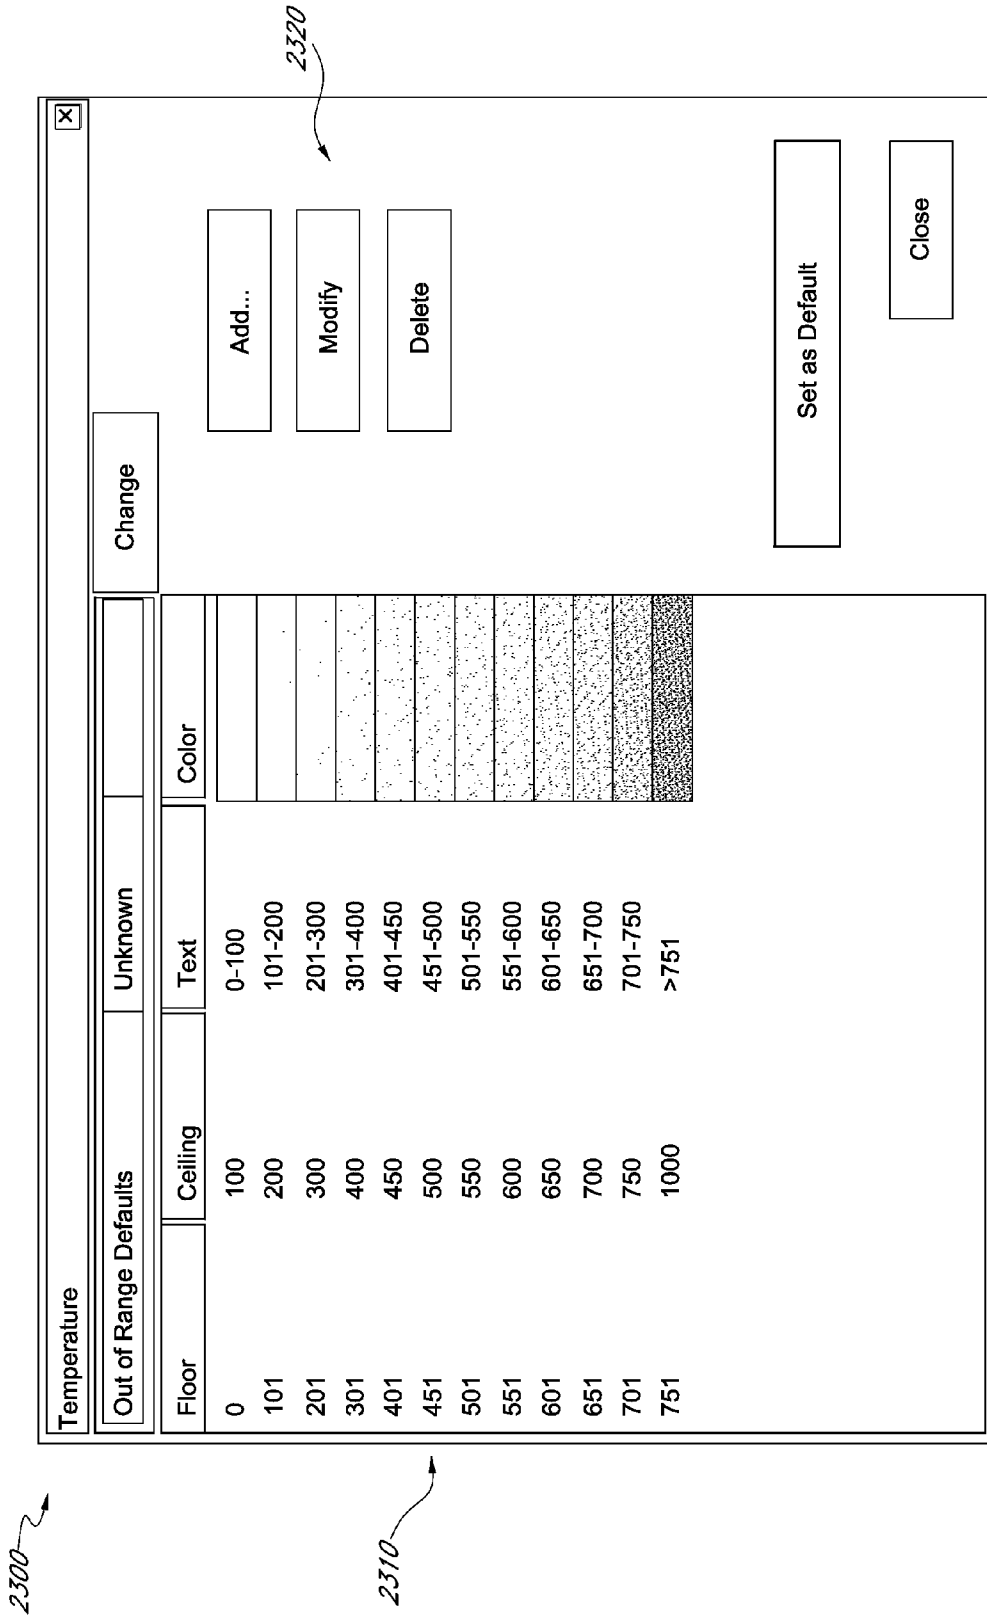 2300
2320
Temperature X
Out of Range Defaults Unknown Change
Floor Ceiling Text Color
0 100 0-100
101 200 101-200
201 300 201-300
301 400 301-400
401 450 401-450
451 500 451-500
501 550 501-550
551 600 551-600
601 650 601-650
651 700 651-700
701 750 701-750
751 1000 >751
2310
Add...
Modify
Delete
Set as Default
Close